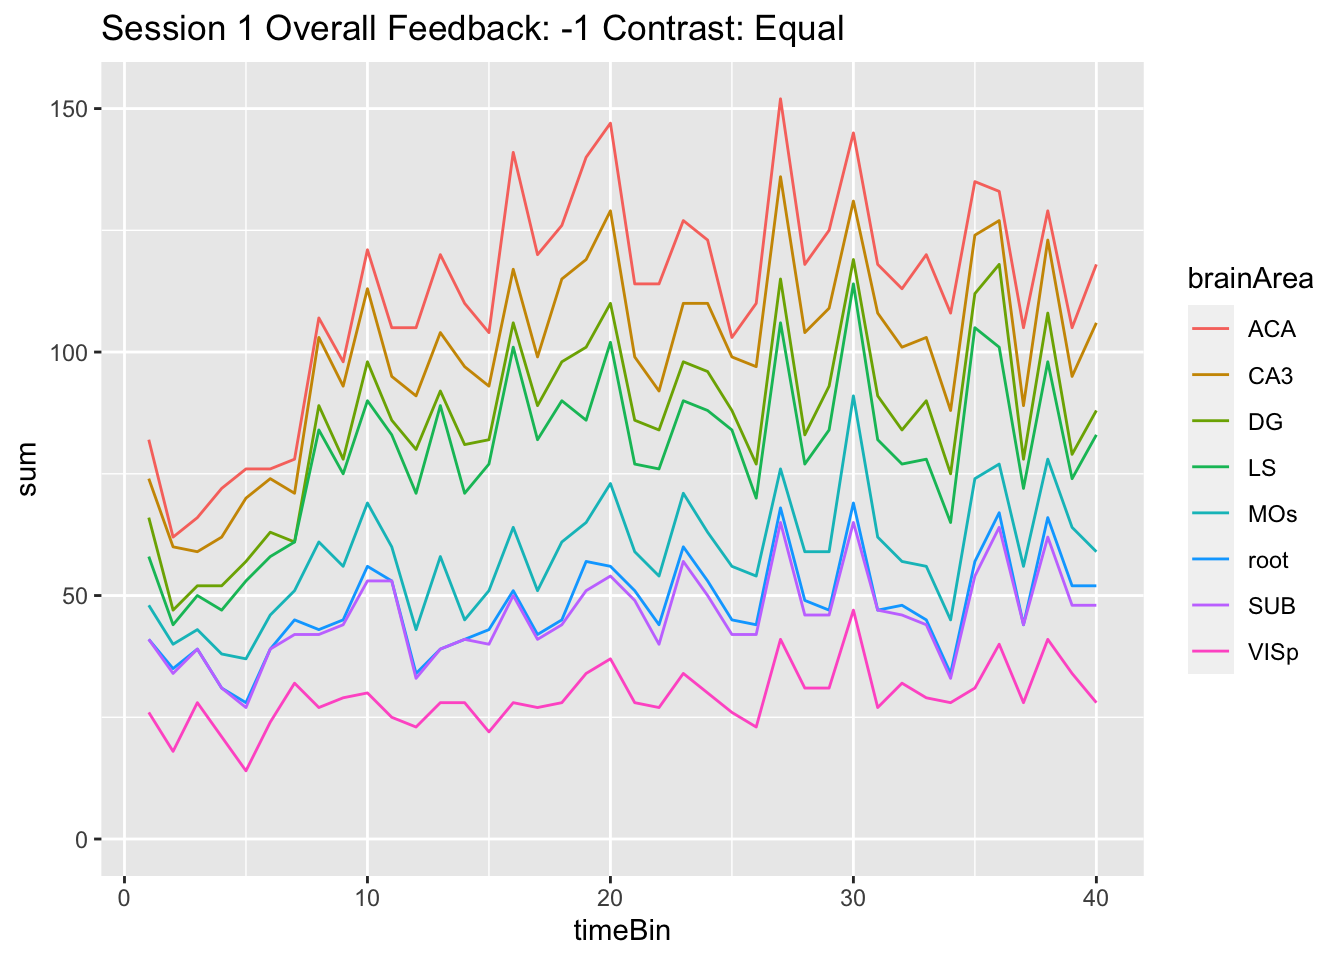 Session 1 Overall Feedback: -1 Contrast: Equal
sum
150
100
50
0
0 10 20 30 40
timeBin
brainArea
ACA
CA3
DG
LS
MOs
root
SUB
VISp